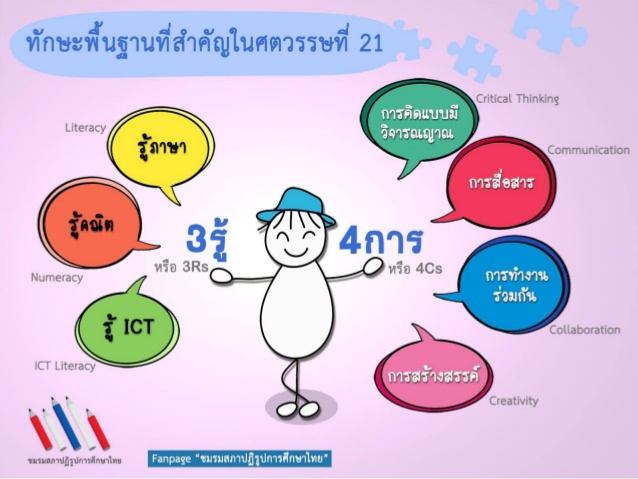 ทักษะพื้นฐานที่สำคัญในศตวรรษที่ 21
Literacy
รู้ภาษา
รู้คณิต
Numeracy
รู้ ICT
ICT Literacy
3รู้
หรือ 3Rs
4การ
หรือ 4Cs
การคิดแบบมี
วิจารณญาณ
Critical Thinking
Communication
การสื่อสาร
การทำงาน
ร่วมกัน
Collaboration
การสร้างสรรค์
Creativity
ชมรมสภาปฏิรูปการศึกษาไทย
Fanpage "ชมรมสภาปฏิรูปการศึกษาไทย"